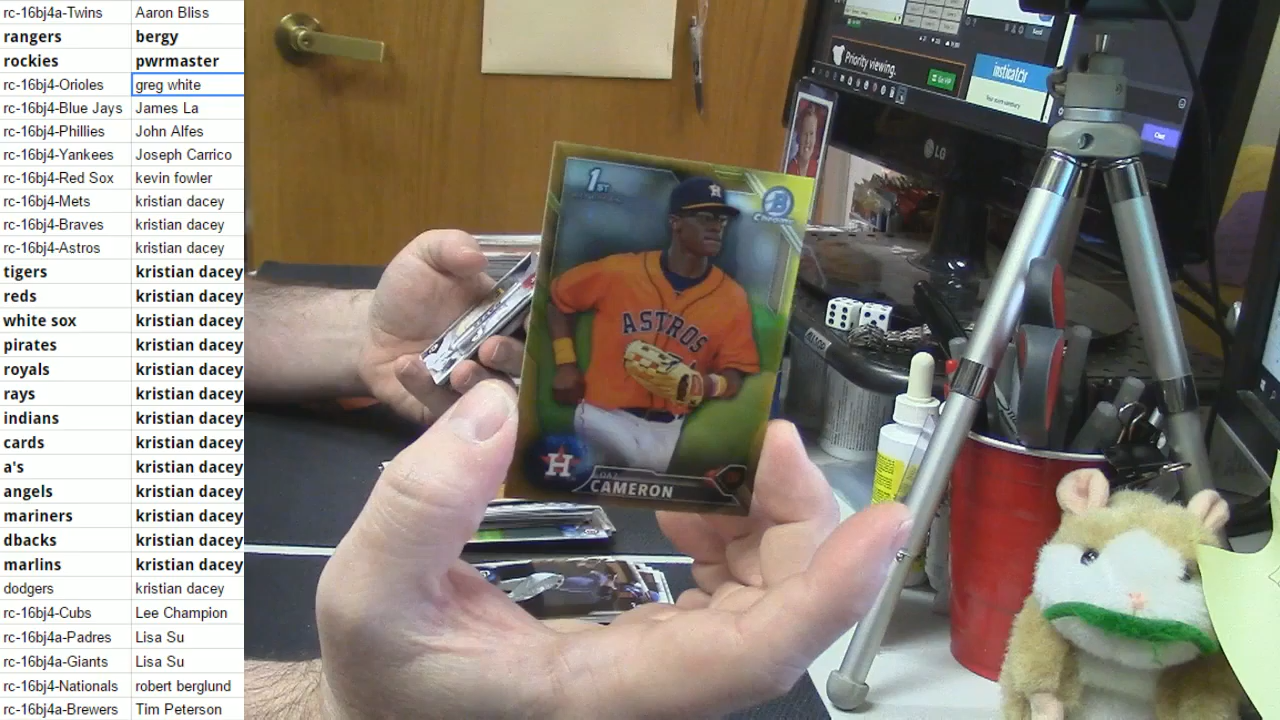 rc-16bj4a-Twins Aaron Bliss
rangers bergy
rockies pwrmaster
rc-16bj4-Orioles greg white
rc-16bj4-Blue Jays James La
rc-16bj4-Phillies John Alfes
rc-16bj4-Yankees Joseph Carrico
rc-16bj4-Red Sox kevin fowler
rc-16bj4-Mets kristian dacey
rc-16bj4-Braves kristian dacey
rc-16bj4-Astros kristian dacey
tigers kristian dacey
reds kristian dacey
white sox kristian dacey
pirates kristian dacey
royals kristian dacey
rays kristian dacey
indians kristian dacey
cards kristian dacey
a's kristian dacey
angels kristian dacey
mariners kristian dacey
dbacks kristian dacey
marlins kristian dacey
dodgers kristian dacey
rc-16bj4-Cubs Lee Champion
rc-16bj4a-Padres Lisa Su
rc-16bj4a-Giants Lisa Su
rc-16bj4-Nationals robert berglund
rc-16bj4a-Brewers Tim Peterson
Priority viewing.
LG
1ST
B
Chrome
H
ASTROS
H
CAMERON